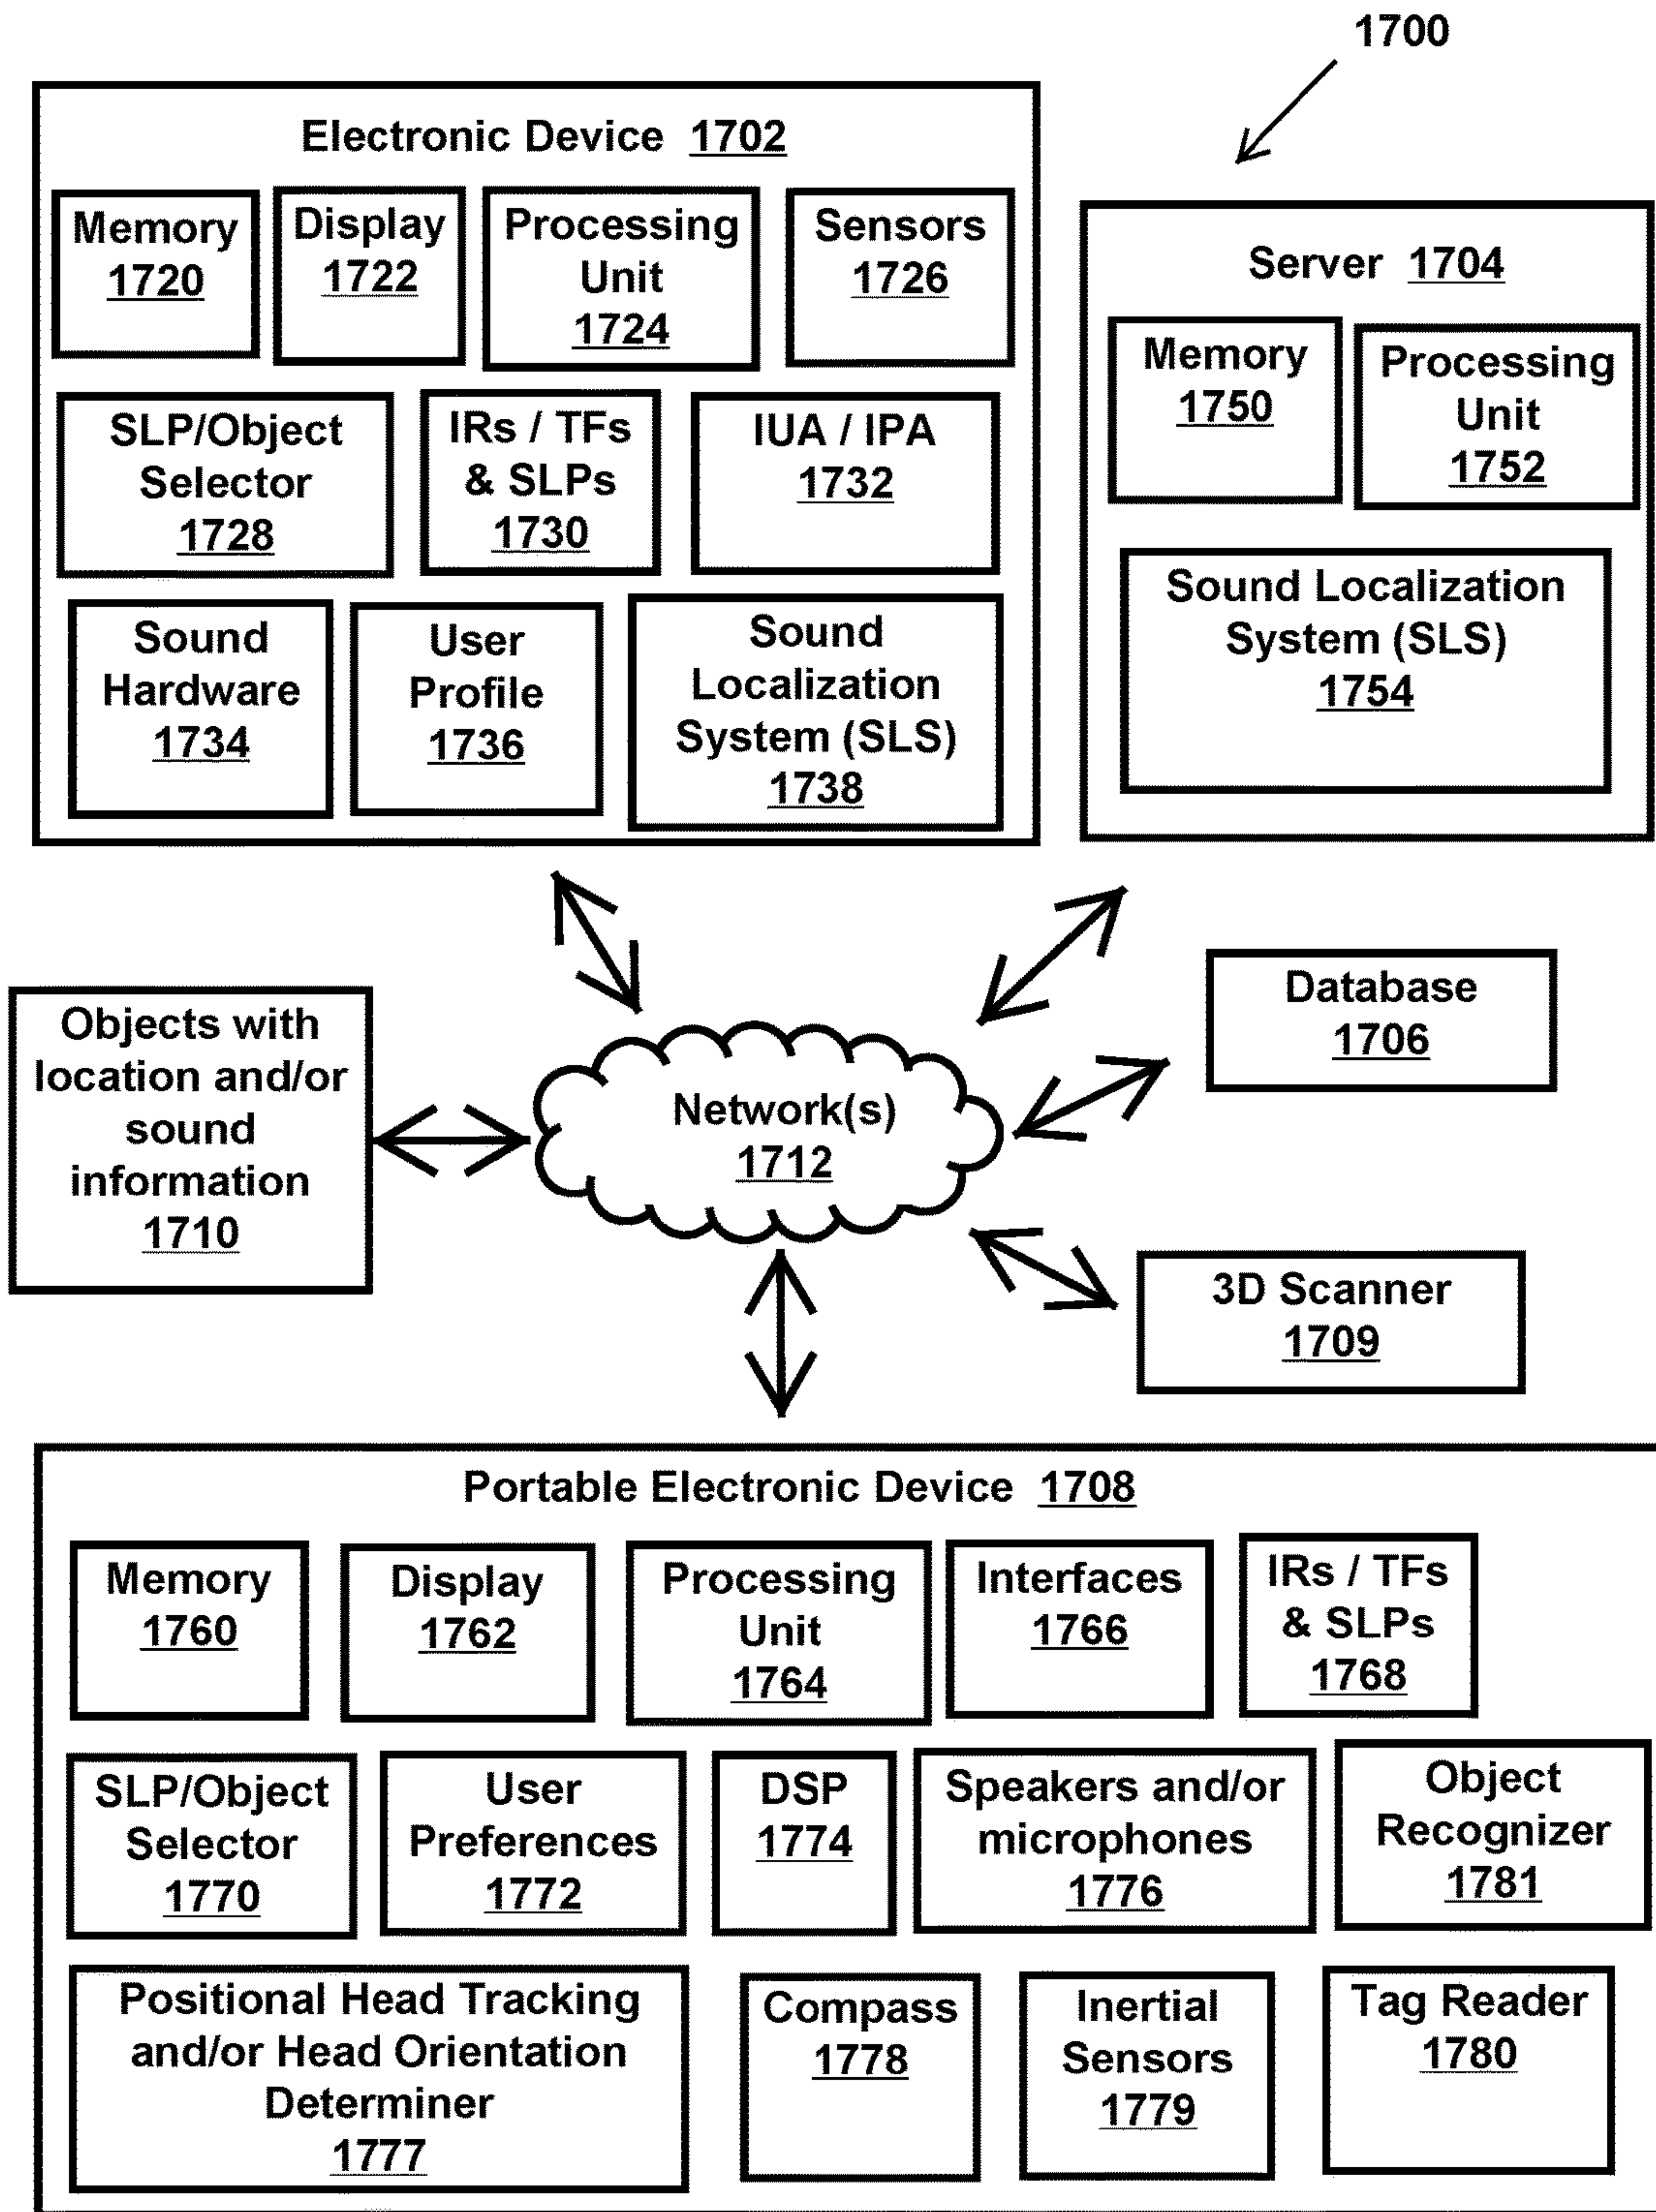 1700
Electronic Device 1702
Memory
1720
Display
1722
Processing
Unit
1724
Sensors
1726
SLP/Object
Selector
1728
IRs / TFs
& SLPs
1730
IUA / IPA
1732
Sound
Hardware
1734
User
Profile
1736
Sound
Localization
System (SLS)
1738
Server 1704
Memory
1750
Processing
Unit
1752
Sound Localization
System (SLS)
1754
Objects with
location and/or
sound
information
1710
Network(s)
1712
Database
1706
3D Scanner
1709
Portable Electronic Device 1708
Memory
1760
Display
1762
Processing
Unit
1764
Interfaces
1766
IRs / TFs
& SLPs
1768
SLP/Object
Selector
1770
User
Preferences
1772
DSP
1774
Speakers and/or
microphones
1776
Object
Recognizer
1781
Positional Head Tracking
and/or Head Orientation
Determiner
1777
Compass
1778
Inertial
Sensors
1779
Tag Reader
1780